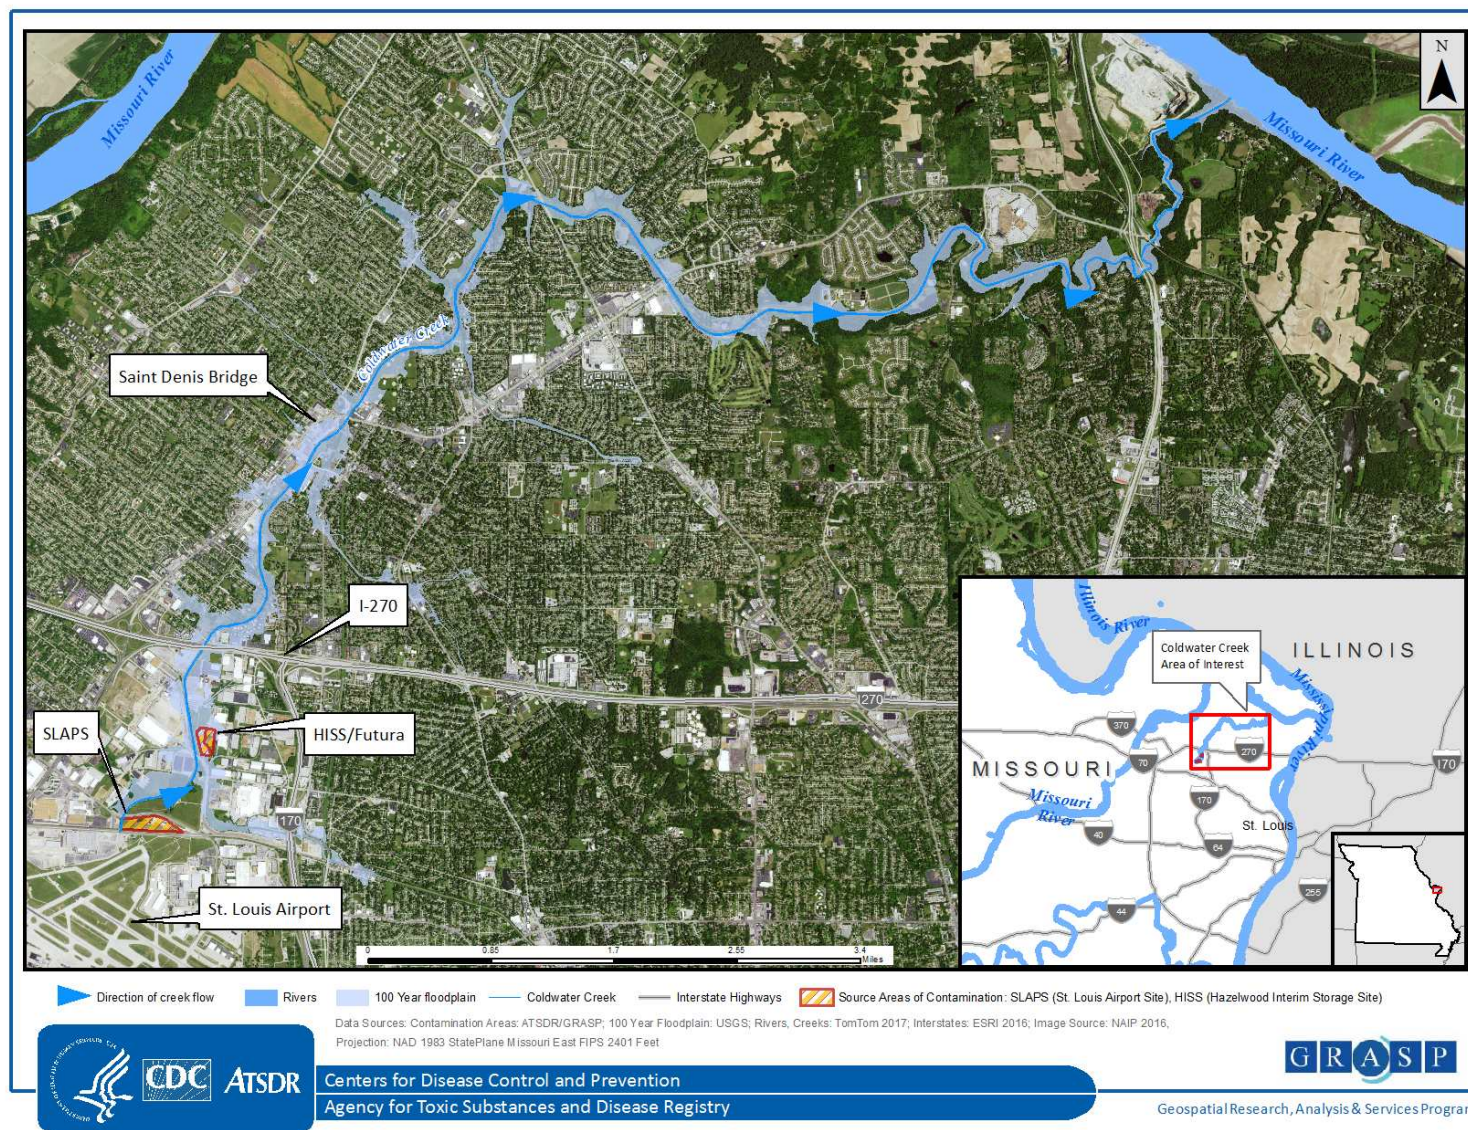 N
Missouri River
Missouri River
Coldwater Creek
Saint Denis Bridge
I-270
270
SLAPS
HISS/Futura
170
St. Louis Airport
0 0.85 1.7 2.55 3.4
Miles
Illinois River
Coldwater Creek
Area of Interest
ILLINOIS
Mississippi River
370
270
70
I70
MISSOURI
Missouri
River
170
St. Louis
40
64
255
44
Direction of creek flow
Rivers
100 Year floodplain
Coldwater Creek
Interstate Highways
Source Areas of Contamination: SLAPS (St. Louis Airport Site), HISS (Hazelwood Interim Storage Site)
Data Sources: Contamination Areas: ATSDR/GRASP; 100 Year Floodplain: USGS; Rivers, Creeks: TomTom 2017; Interstates: ESRI 2016; Image Source: NAIP 2016,
Projection: NAD 1983 StatePlane Missouri East FIPS 2401 Feet
CDC
ATSDR
Centers for Disease Control and Prevention
Agency for Toxic Substances and Disease Registry
GRASP
Geospatial Research, Analysis & Services Program